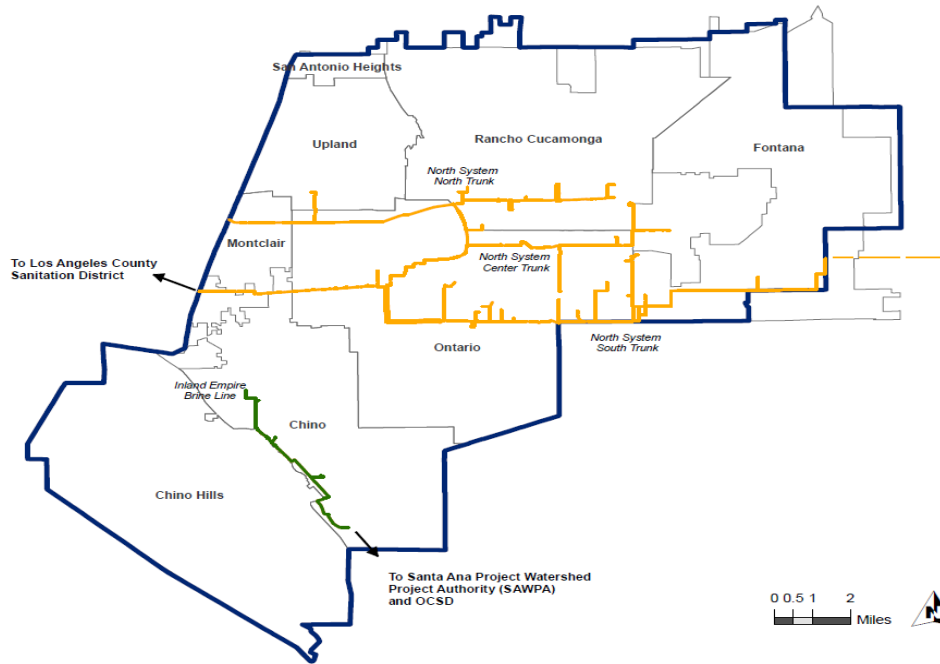 San Antonio Heights
Upland
Rancho Cucamonga
Fontana
North System
North Trunk
Montclair
To Los Angeles County
Sanitation District
North System
Center Trunk
Ontario
North System
South Trunk
Inland Empire
Brine Line
Chino
Chino Hills
To Santa Ana Project Watershed
Project Authority (SAWPA)
and OCSD
0 0.5 1 2
Miles
N